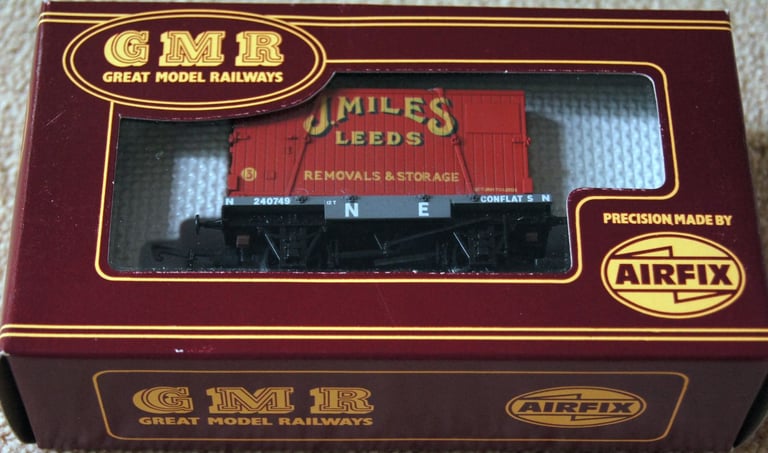 GMR
GREAT MODEL RAILWAYS
J.MILES
LEEDS
REMOVALS & STORAGE
N 240749 12T CONFLAT S N
N E
PRECISION MADE BY
AIRFIX
GMR
GREAT MODEL RAILWAYS
AIRFIX